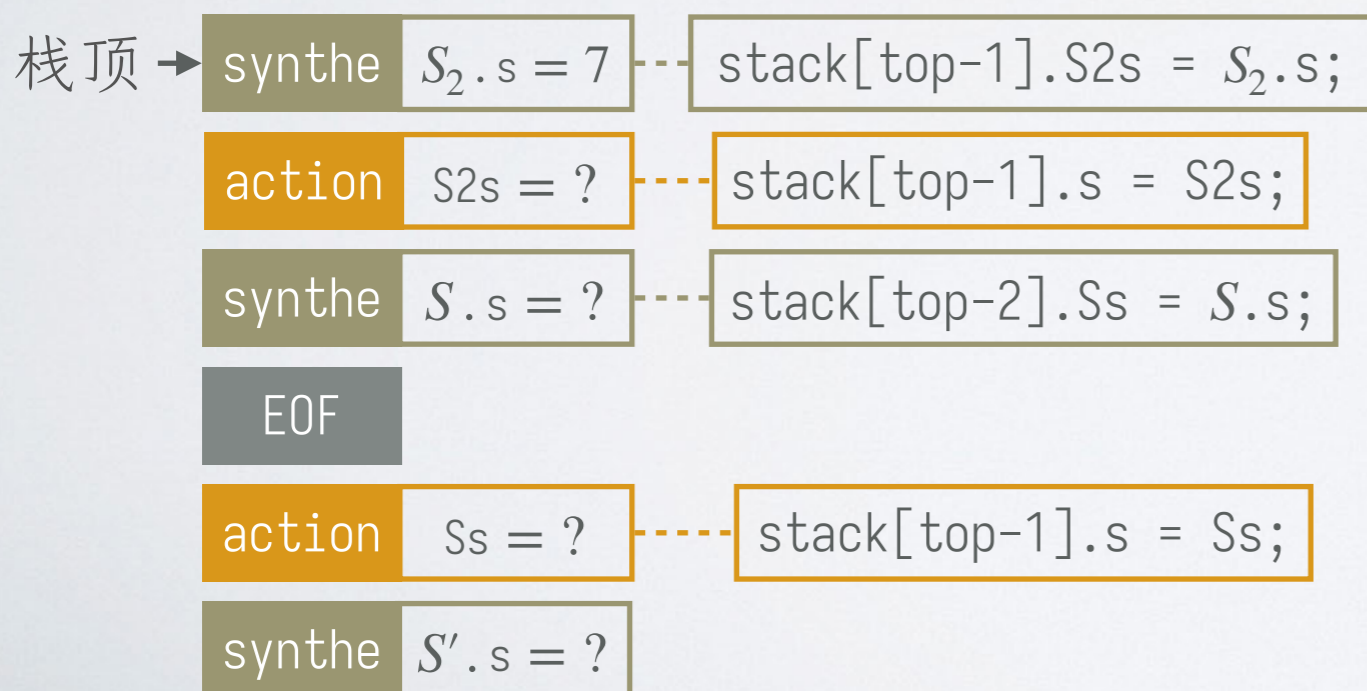 栈顶 synthe S₂.s = 7 stack[top-1].S2s = S₂.s;
action S2s = ? stack[top-1].s = S2s;
synthe S.s = ? stack[top-2].Ss = S.s;
EOF
action Ss = ? stack[top-1].s = Ss;
synthe S′.s = ?